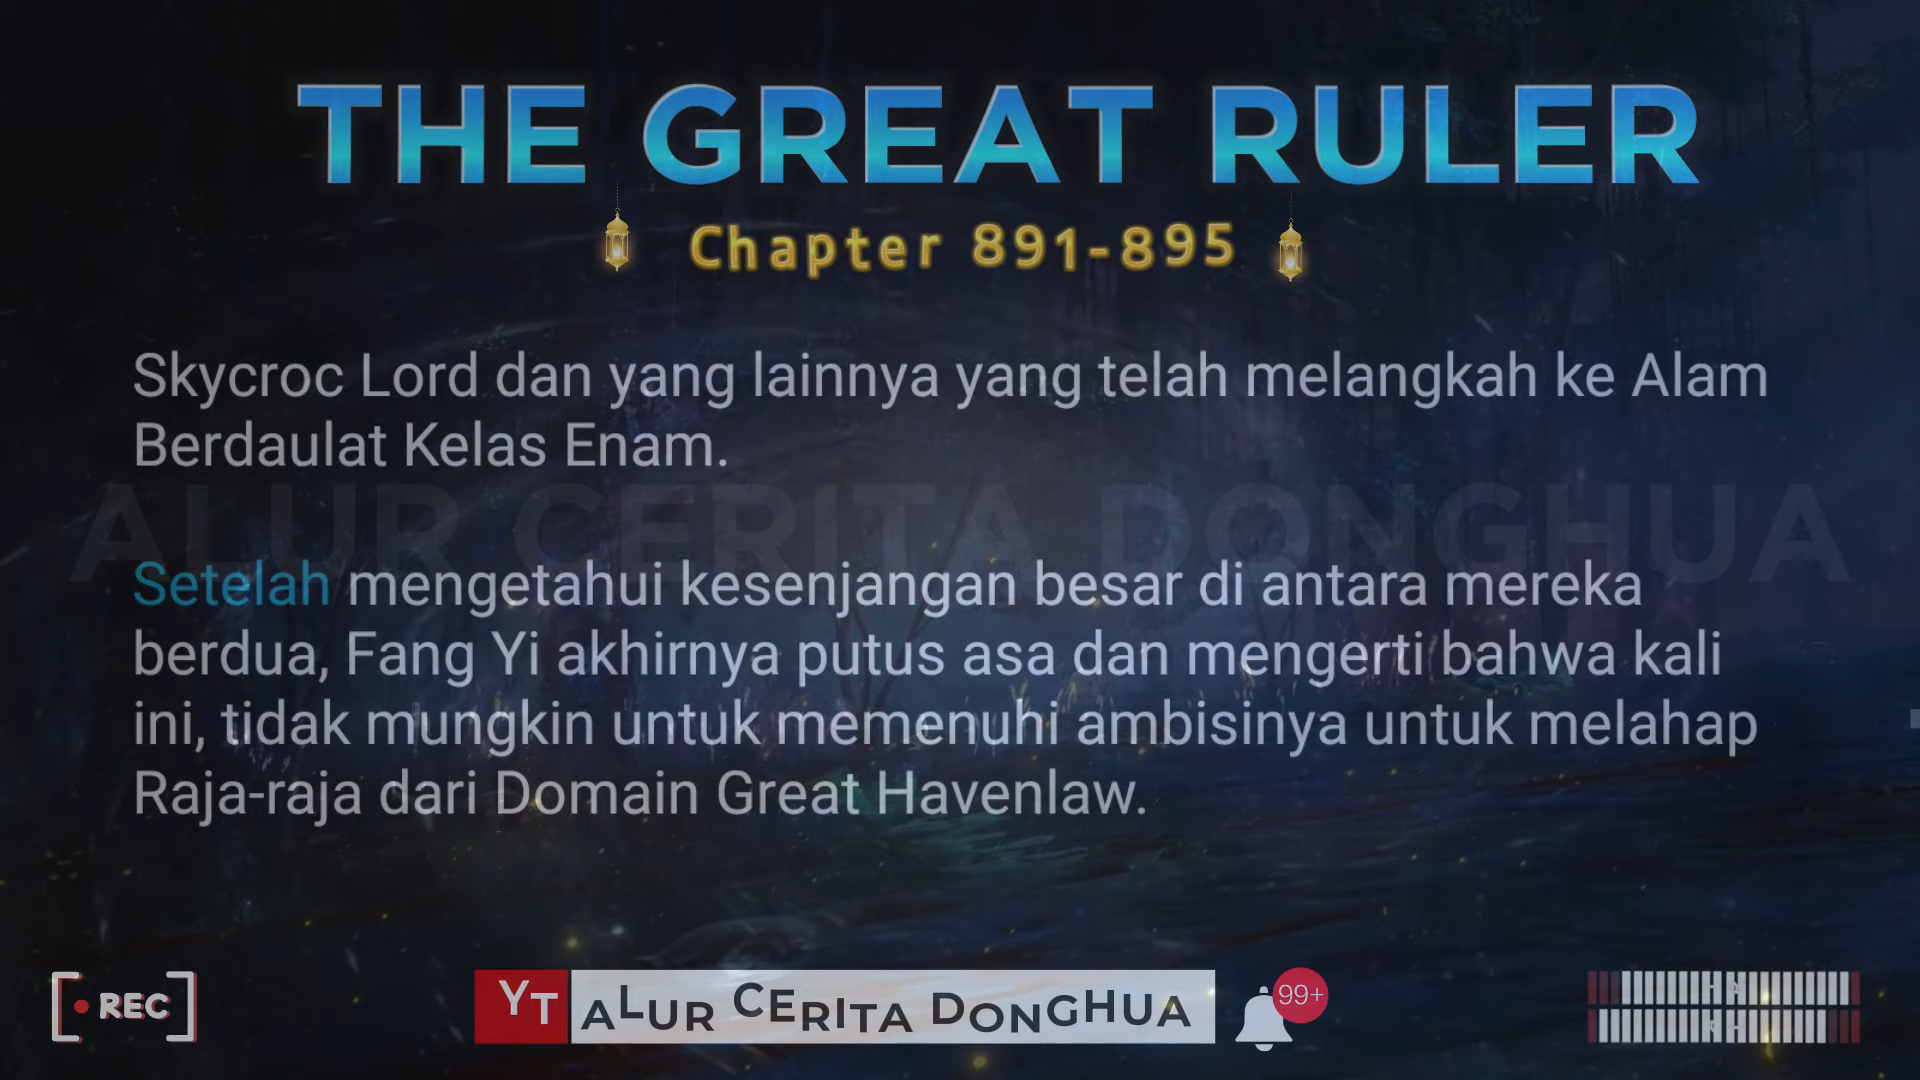 THE GREAT RULER
Chapter 891-895
Skycroc Lord dan yang lainnya yang telah melangkah ke Alam
Berdaulat Kelas Enam.
ALUR CERITA DONGHUA
Setelah mengetahui kesenjangan besar di antara mereka
berdua, Fang Yi akhirnya putus asa dan mengerti bahwa kali
ini, tidak mungkin untuk memenuhi ambisinya untuk melahap
Raja-raja dari Domain Great Havenlaw.
REC
YT ALUR CERITA DONGHUA
99+